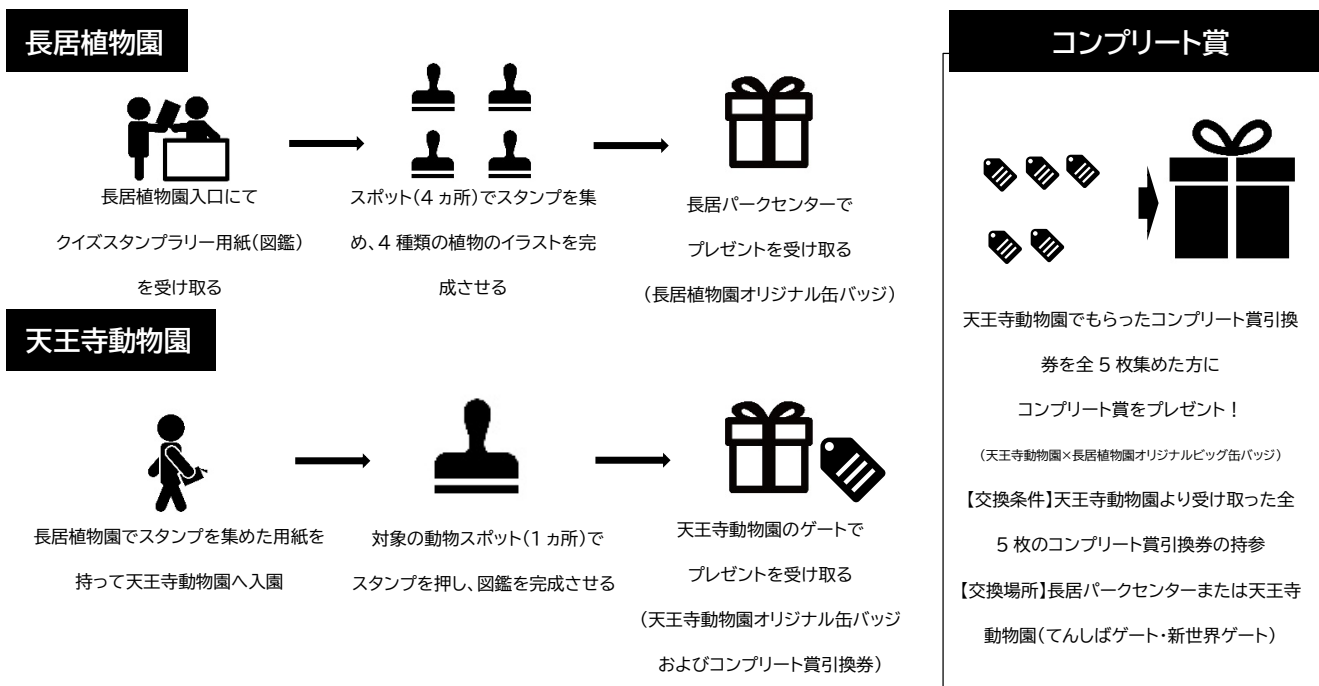 長居植物園
長居植物園入口にて
クイズスタンプラリー用紙(図鑑)
を受け取る
スポット(4ヵ所)でスタンプを集
め、4種類の植物のイラストを完
成させる
長居パークセンターで
プレゼントを受け取る
(長居植物園オリジナル缶バッジ)
天王寺動物園
長居植物園でスタンプを集めた用紙を
持って天王寺動物園へ入園
対象の動物スポット(1ヵ所)で
スタンプを押し、図鑑を完成させる
天王寺動物園のゲートで
プレゼントを受け取る
(天王寺動物園オリジナル缶バッジ
およびコンプリート賞引換券)
コンプリート賞
天王寺動物園でもらったコンプリート賞引換
券を全5枚集めた方に
コンプリート賞をプレゼント!
(天王寺動物園×長居植物園オリジナルビッグ缶バッジ)
【交換条件】天王寺動物園より受け取った全
5枚のコンプリート賞引換券の持参
【交換場所】長居パークセンターまたは天王寺
動物園(てんしばゲート・新世界ゲート)